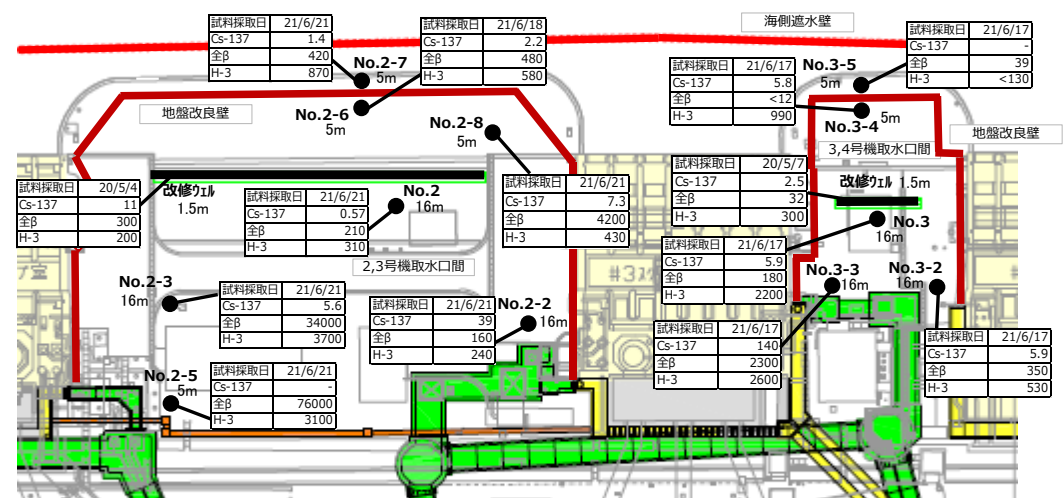 海側遮水壁
試料採取日 21/6/21
Cs-137 1.4
全β 420
H-3 870
No.2-7
5m
試料採取日 21/6/18
Cs-137 2.2
全β 480
H-3 580
No.2-6
5m
試料採取日 21/6/17
Cs-137 5.8
全β <12
H-3 990
No.3-5
5m
試料採取日 21/6/17
Cs-137 -
全β 39
H-3 <130
5m
No.3-4
地盤改良壁
No.2-8
5m
地盤改良壁
3,4号機取水口間
試料採取日 20/5/4
Cs-137 11
全β 300
H-3 200
改修ウェル
1.5m
試料採取日 21/6/21
Cs-137 0.57
全β 210
H-3 310
No.2
16m
試料採取日 21/6/21
Cs-137 7.3
全β 4200
H-3 430
試料採取日 20/5/7
Cs-137 2.5
全β 32
H-3 300
改修ウェル 1.5m
No.3
16m
2,3号機取水口間
試料採取日 21/6/17
Cs-137 5.9
全β 180
H-3 2200
No.2-3
16m
試料採取日 21/6/21
Cs-137 5.6
全β 34000
H-3 3700
試料採取日 21/6/21
Cs-137 39
全β 160
H-3 240
No.2-2
16m
No.3-3
16m
No.3-2
16m
試料採取日 21/6/17
Cs-137 140
全β 2300
H-3 2600
試料採取日 21/6/17
Cs-137 5.9
全β 350
H-3 530
No.2-5
5m
試料採取日 21/6/21
Cs-137 -
全β 76000
H-3 3100